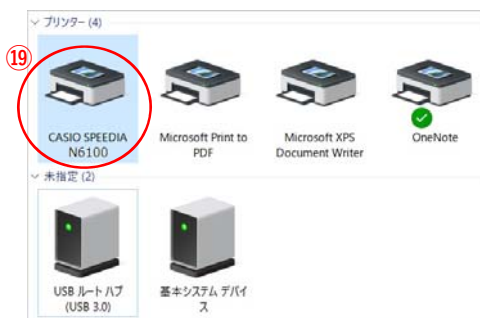 プリンター (4)
⑲
CASIO SPEEDIA
N6100
Microsoft Print to
PDF
Microsoft XPS
Document Writer
OneNote
未指定 (2)
USB ルート ハブ
(USB 3.0)
基本システム デバイ
ス